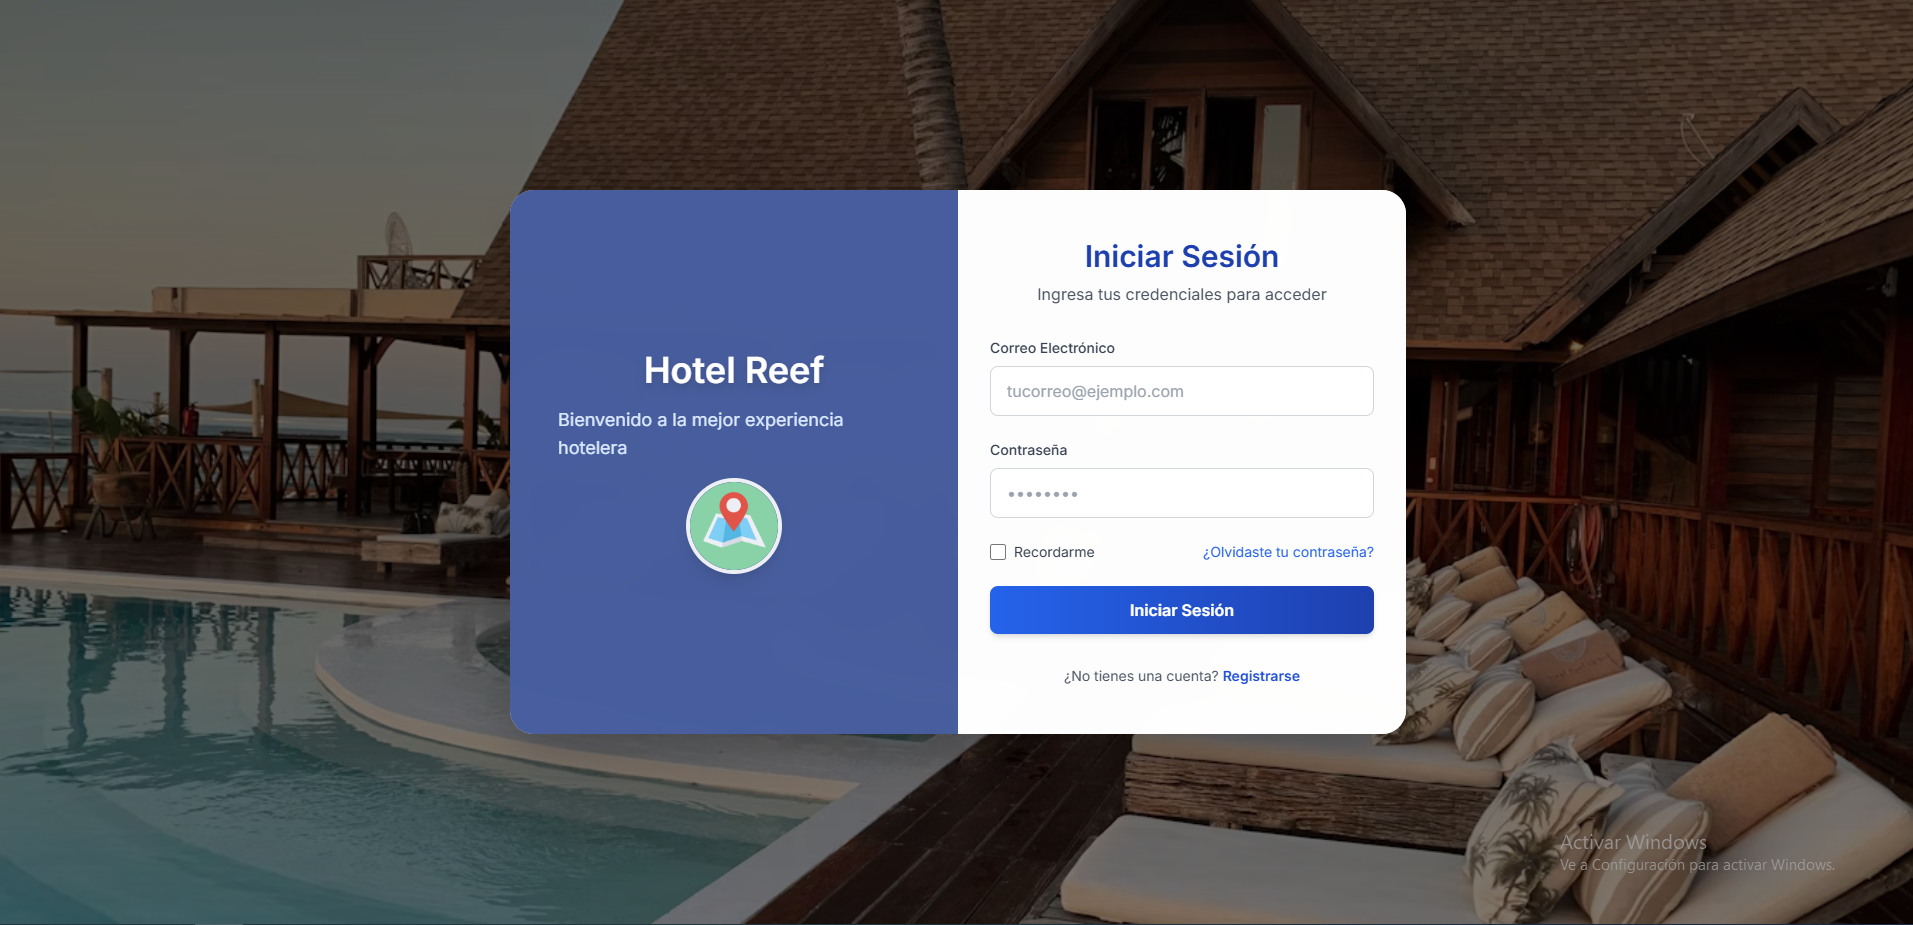 Hotel Reef
Bienvenido a la mejor experiencia
hotelera
Iniciar Sesión
Ingresa tus credenciales para acceder
Correo Electrónico
tucorreo@ejemplo.com
Contraseña
••••••••
Recordarme
¿Olvidaste tu contraseña?
Iniciar Sesión
¿No tienes una cuenta? Registrarse
Activar Windows
Ve a Configuración para activar Windows.